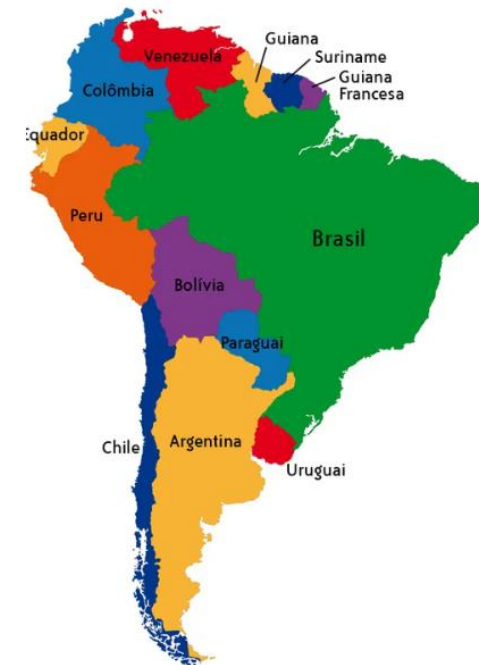 Venezuela
Guiana
Suriname
Guiana
Francesa
Colômbia
Equador
Peru
Brasil
Bolívia
Paraguai
Chile
Argentina
Uruguai